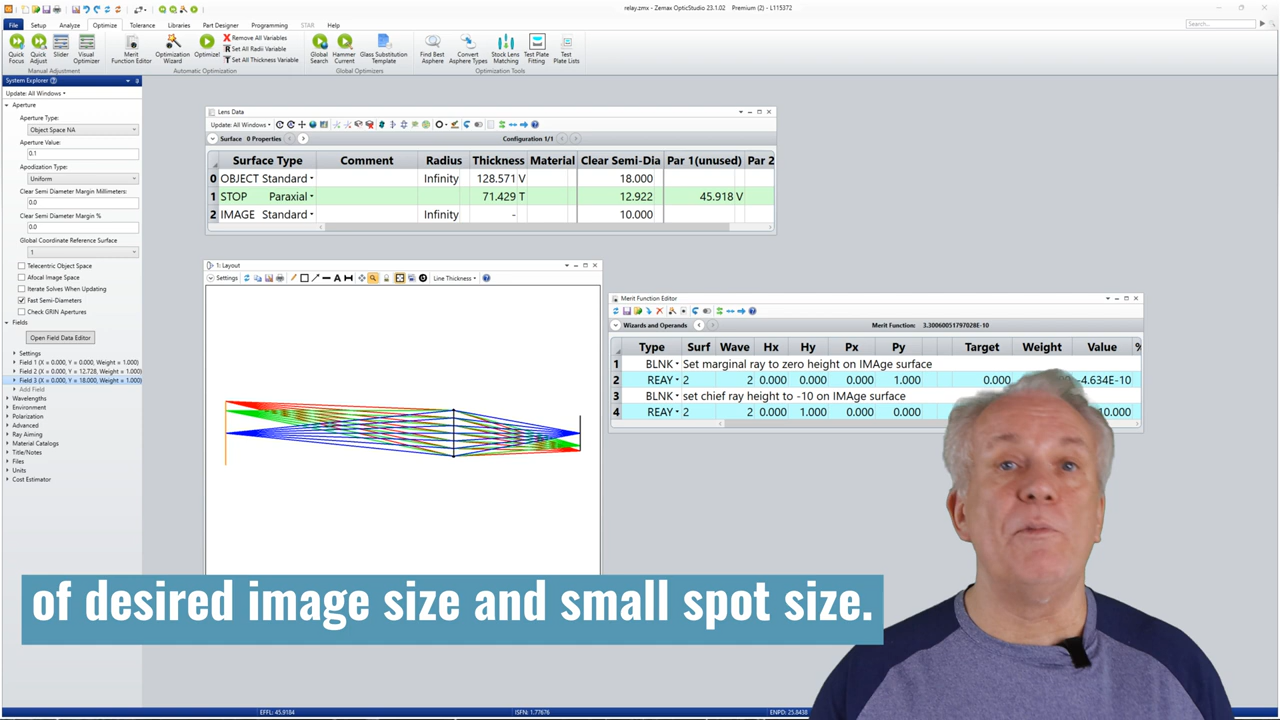 relay.zmx - Zemax OpticStudio 23.1.02 Premium (2) - L115372
File Setup Analyze Optimize Tolerance Libraries Part Designer Programming STAR Help
Search
Quick Focus Quick Adjust Slider Visual Optimizer Merit Function Editor Optimization Wizard Optimize! Remove All Variables Set All Radii Variable Set All Thickness Variable Global Search Hammer Current Glass Substitution Template Find Best Asphere Convert Asphere Types Stock Lens Matching Test Plate Fitting Test Plate Lists
Manual Adjustment Automatic Optimization Global Optimizers Optimization Tools
System Explorer
Update: All Windows
Aperture
Aperture Type:
Object Space NA
Aperture Value:
0.1
Apodization Type:
Uniform
Clear Semi Diameter Margin Millimeters:
0.0
Clear Semi Diameter Margin %
0.0
Global Coordinate Reference Surface
1
Telecentric Object Space
Afocal Image Space
Iterate Solves When Updating
Fast Semi-Diameters
Check GRIN Apertures
Fields
Open Field Data Editor
Settings
Field 1 (X = 0.000, Y = 0.000, Weight = 1.000)
Field 2 (X = 0.000, Y = 12.728, Weight = 1.000)
Field 3 (X = 0.000, Y = 18.000, Weight = 1.000)
Add Field
Wavelengths
Environment
Polarization
Advanced
Ray Aiming
Material Catalogs
Title/Notes
Files
Units
Cost Estimator
Lens Data
Update: All Windows
Surface 0 Properties Configuration 1/1
Surface Type Comment Radius Thickness Material Clear Semi-Dia Par 1(unused) Par 2
0 OBJECT Standard Infinity 128.571 V 18.000
1 STOP Paraxial 71.429 T 12.922 45.918 V
2 IMAGE Standard Infinity - 10.000
1: Layout
Settings Line Thickness
Merit Function Editor
Wizards and Operands Merit Function: 3.30060051797028E-10
Type Surf Wave Hx Hy Px Py Target Weight Value %
1 BLNK Set marginal ray to zero height on IMAge surface
2 REAY 2 2 0.000 0.000 0.000 1.000 0.000 -4.634E-10
3 BLNK set chief ray height to -10 on IMAge surface
4 REAY 2 2 0.000 1.000 0.000 0.000
of desired image size and small spot size.
EFFL: 45.9184 ISFN: 1.77676 ENPD: 25.8438